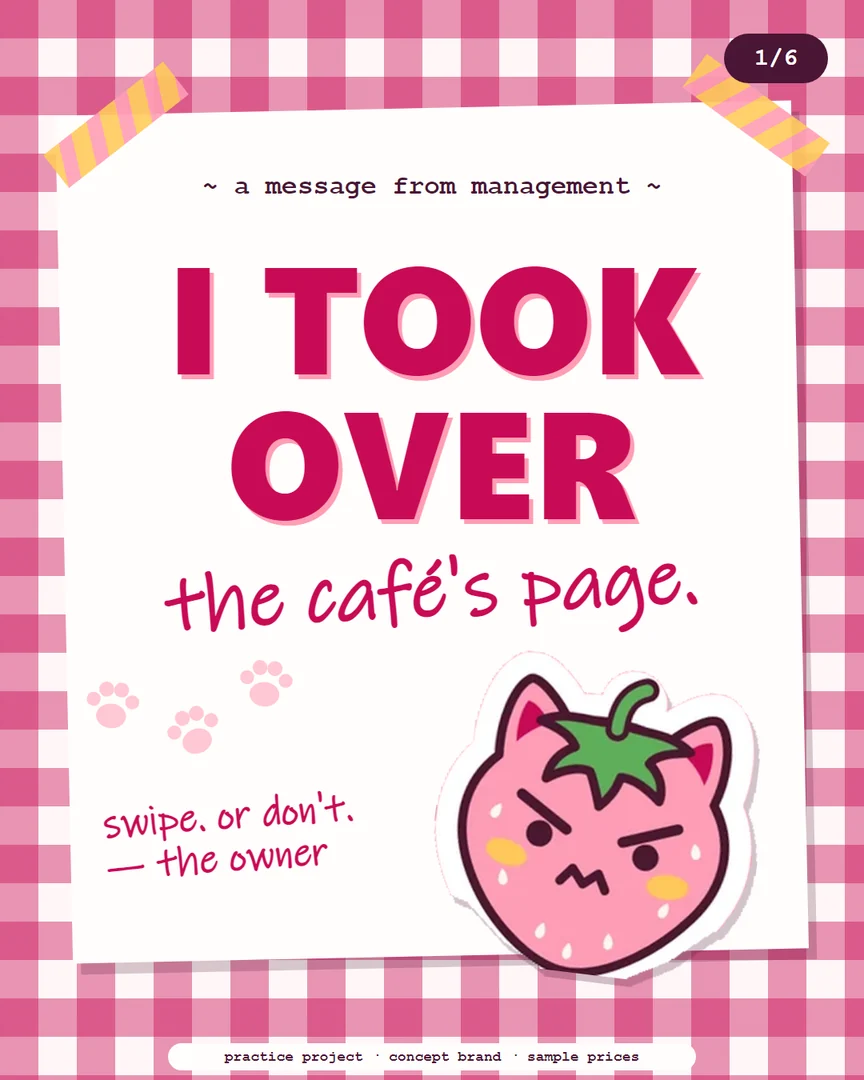 1/6
~ a message from management ~
I TOOK
OVER
the café's page.
swipe. or don't.
— the owner
practice project · concept brand · sample prices